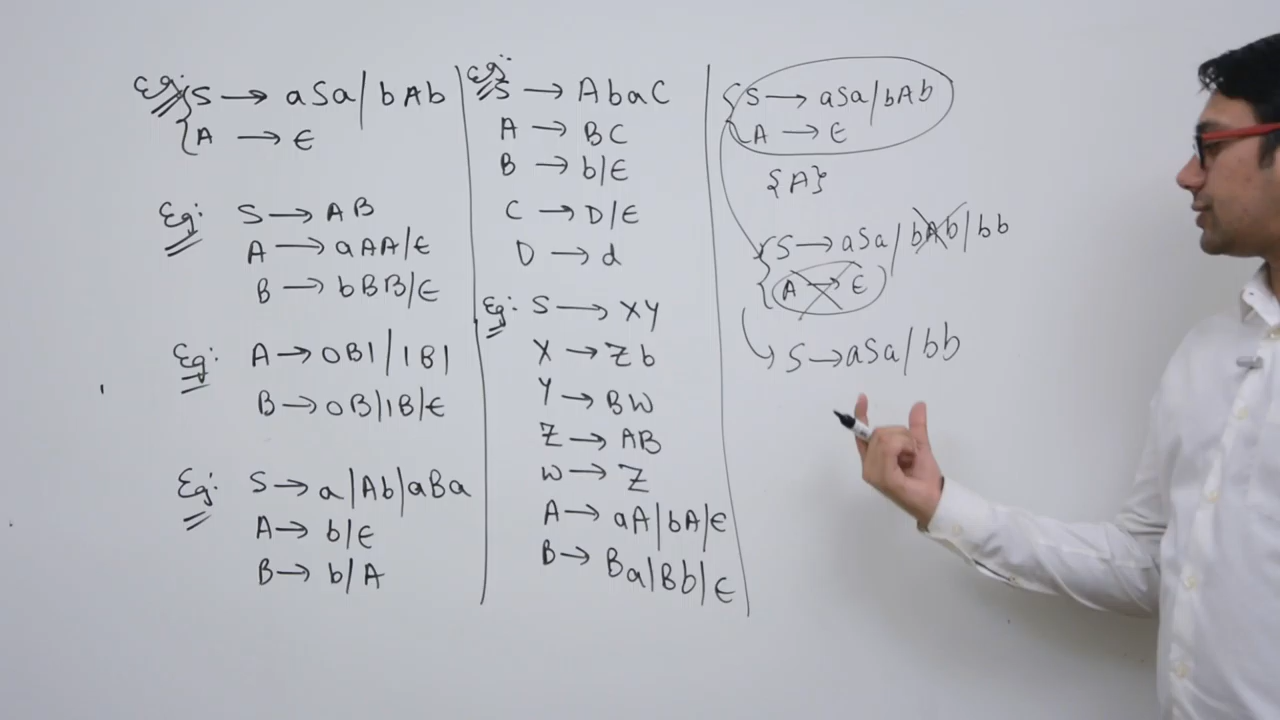 Eg: S → aSa/bAb
A → ε
Eg: S → AB
A → aAA/ε
B → bBB/ε
Eg: A → 0B1/1B1
B → 0B/1B/ε
Eg: S → a/Ab/aBa
A → b/ε
B → b/A
Eg: S → AbaC
A → BC
B → b/ε
C → D/ε
D → d
Eg: S → XY
X → Zb
Y → BW
Z → AB
W → Z
A → aA/bA/ε
B → Ba/Bb/ε
S → aSa/bAb
A → ε
{A}
S → aSa/bAb/bb
A → ε
S → aSa/bb